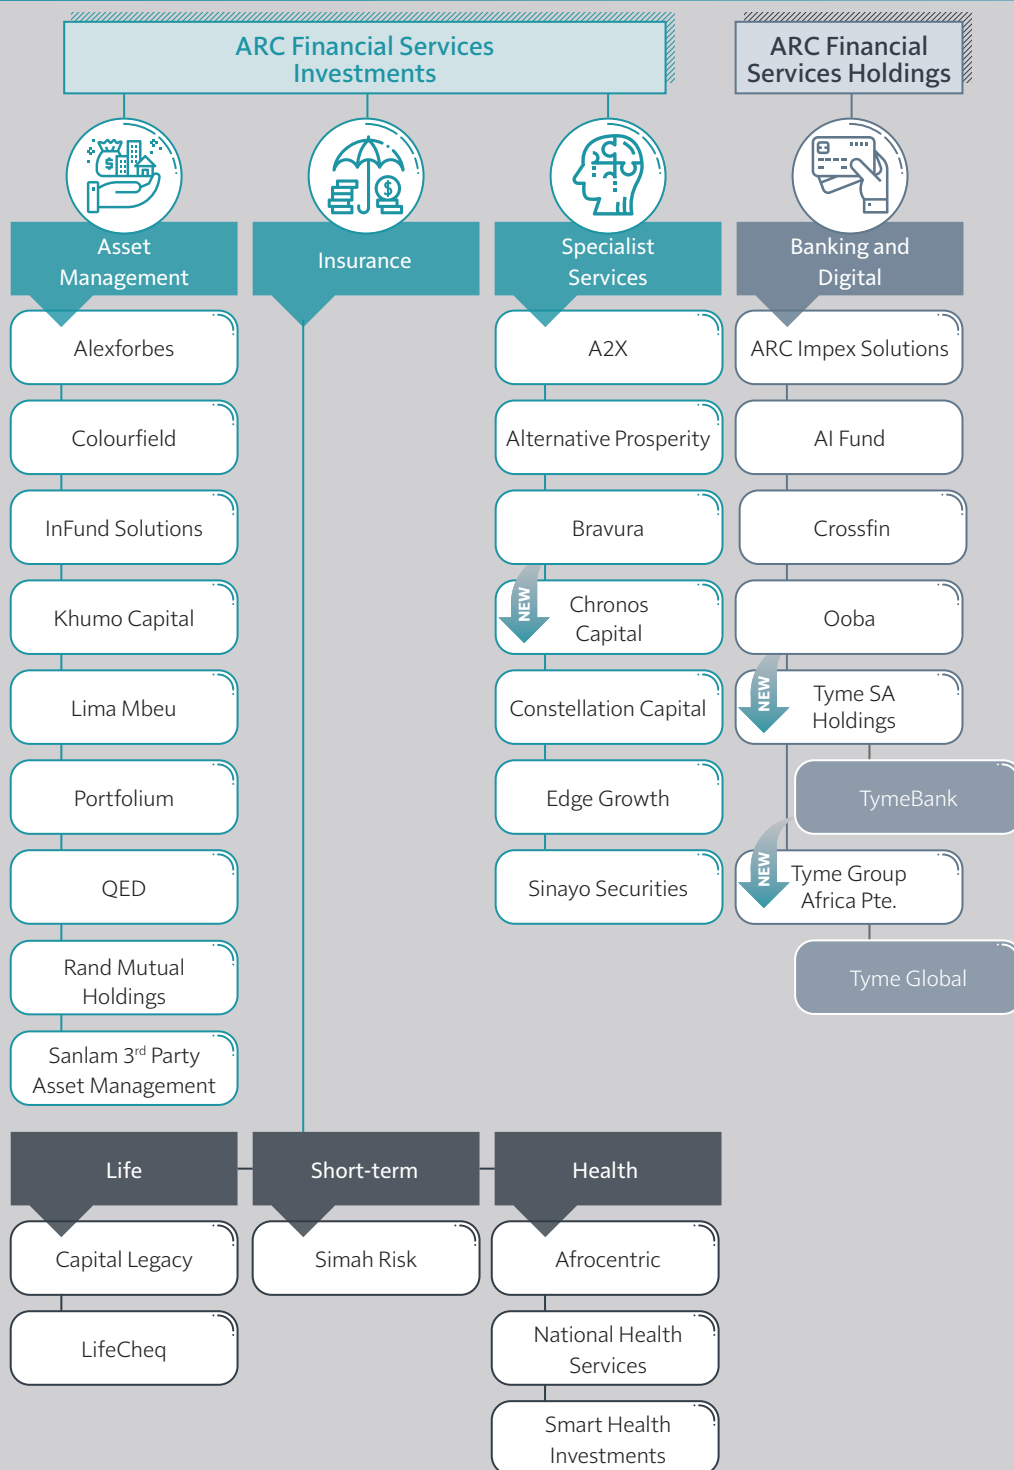 ARC Financial Services
Investments
ARC Financial
Services Holdings
Asset
Management
Insurance
Specialist
Services
Banking and
Digital
Alexforbes
Colourfield
InFund Solutions
Khumo Capital
Lima Mbeu
Portfolium
QED
Rand Mutual
Holdings
Sanlam 3rd Party
Asset Management
A2X
Alternative Prosperity
Bravura
NEW
Chronos
Capital
Constellation Capital
Edge Growth
Sinayo Securities
ARC Impex Solutions
AI Fund
Crossfin
Ooba
NEW
Tyme SA
Holdings
TymeBank
NEW
Tyme Group
Africa Pte.
Tyme Global
Life
Short-term
Health
Capital Legacy
LifeCheq
Simah Risk
Afrocentric
National Health
Services
Smart Health
Investments